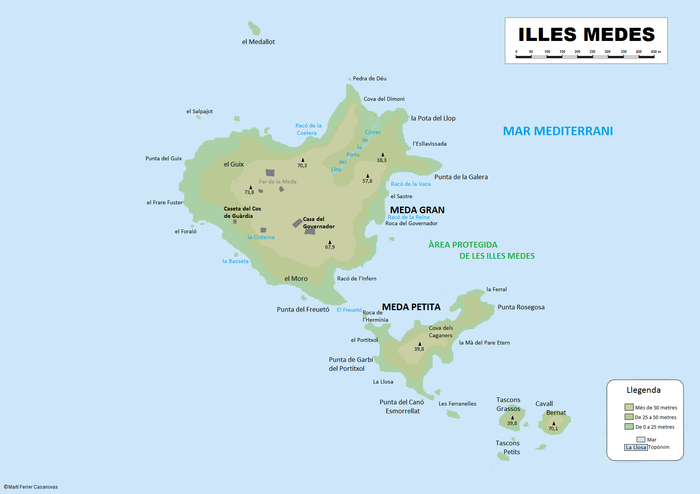 ILLES MEDES
0 50 100 150 200 250 300 350 400 450 m
el Medallot
Pedra de Déu
Cova del Dimoni
el Salpatjot
Racó de la
Coetera
Correc
de
la
Porta
del
Llop
la Pota del Llop
MAR MEDITERRANI
l'Esllavissada
18,3
Punta del Guix
el Guix
70,3
Far de la Meda
57,8
Punta de la Galera
Racó de la Vaca
73,8
el Sastre
el Frare Fuster
Caseta del Cos
de Guàrdia
MEDA GRAN
Racó de la Reina
Roca del Governador
Casa del
Governador
el Foraió
la Cisterna
67,9
ÀREA PROTEGIDA
DE LES ILLES MEDES
la Basseta
el Moro
Racó de l'Infern
la Ferral
Punta del Freuetó
El Freuetó
MEDA PETITA
Punta Rosegosa
Roca de
l'Hermínia
Cova dels
Caganers
el Portitxol
39,8
la Mà del Pare Etern
Punta de Garbí
del Portitxol
La Llosa
Punta del Canó
Esmorrellat
Les Ferranelles
Tascons
Grossos
39,8
Cavall
Bernat
70,1
Tascons
Petits
Llegenda
Més de 50 metres
De 25 a 50 metres
De 0 a 25 metres
Mar
La Llosa Topònim
©Martí Ferrer Casanovas